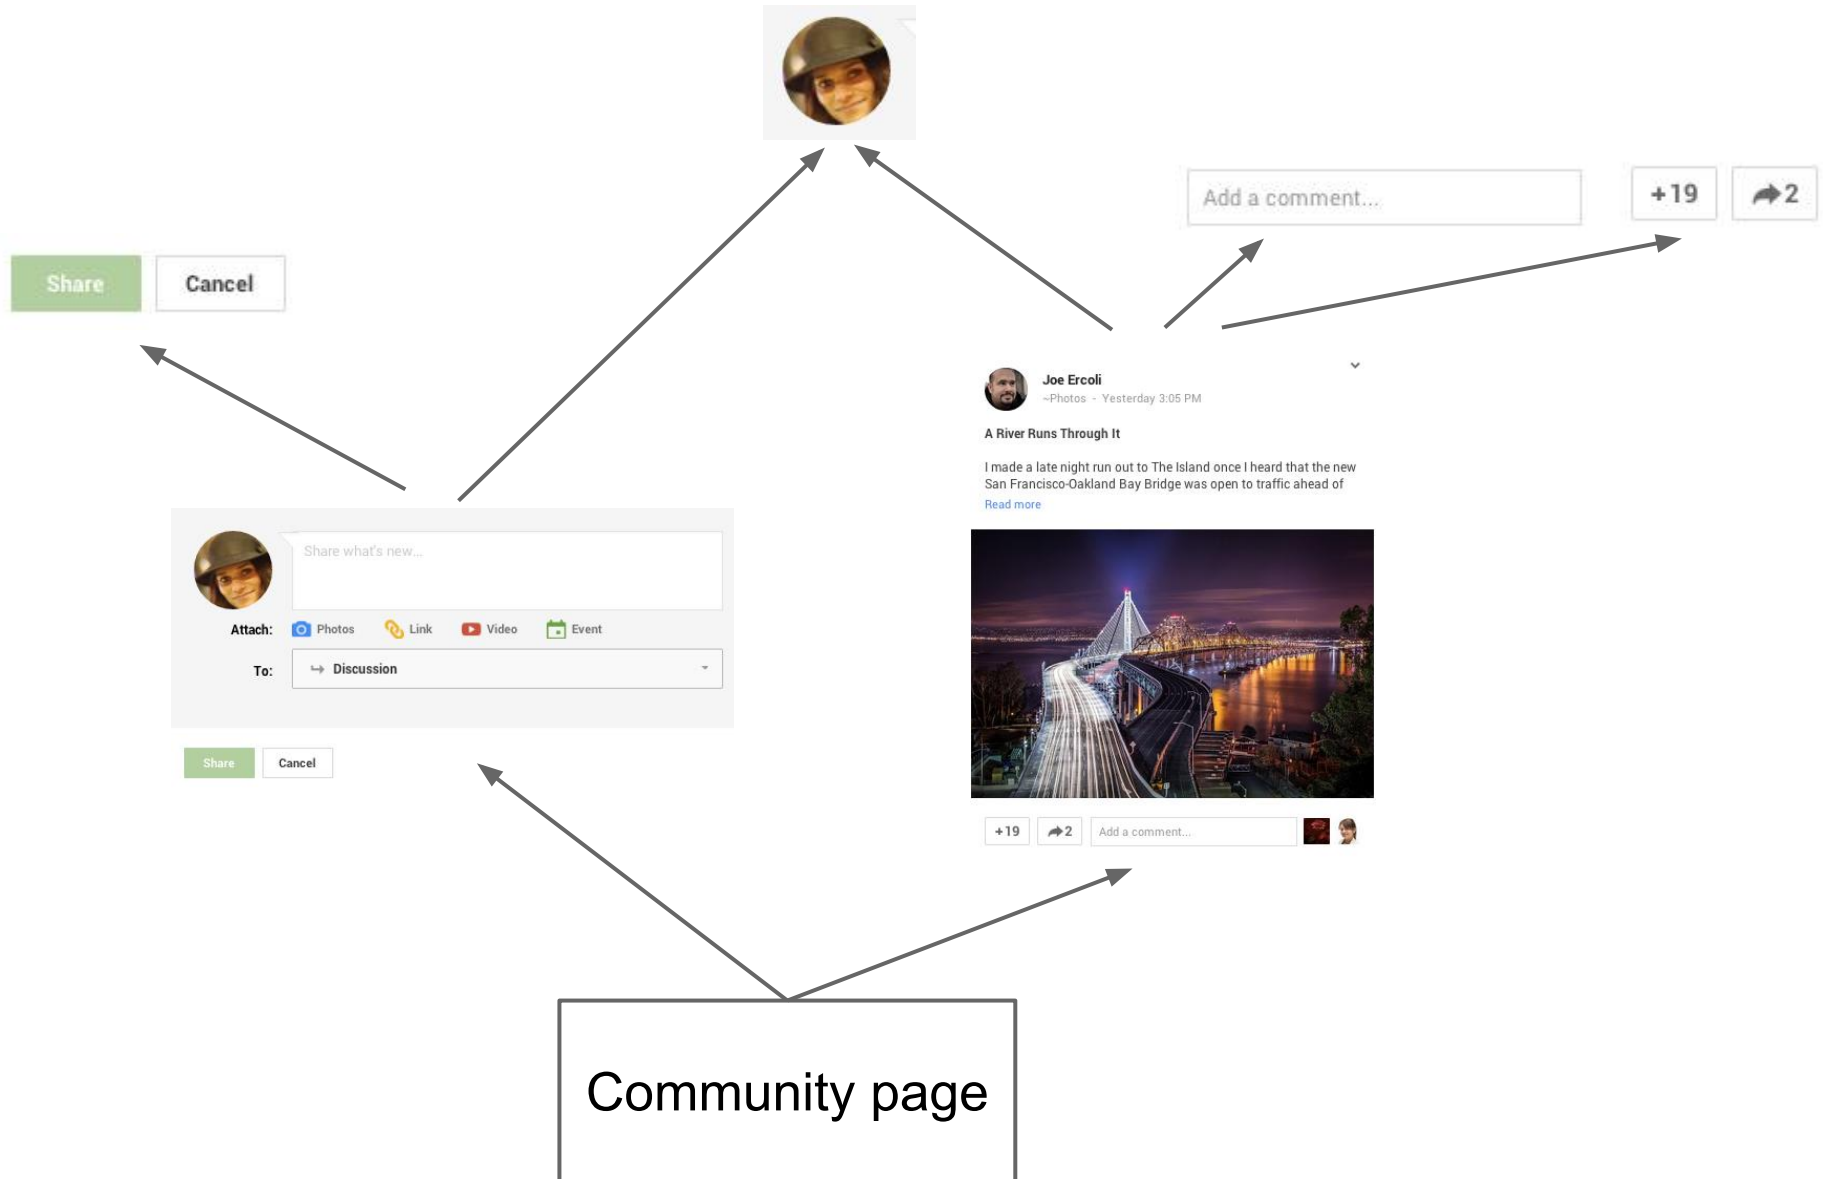 Add a comment...
+19
2
Share
Cancel
Joe Ercoli
~Photos - Yesterday 3:05 PM
A River Runs Through It
I made a late night run out to The Island once I heard that the new
San Francisco-Oakland Bay Bridge was open to traffic ahead of
Read more
Share what's new...
Attach: Photos Link Video Event
To: Discussion
Share
Cancel
+19
2
Add a comment...
Community page